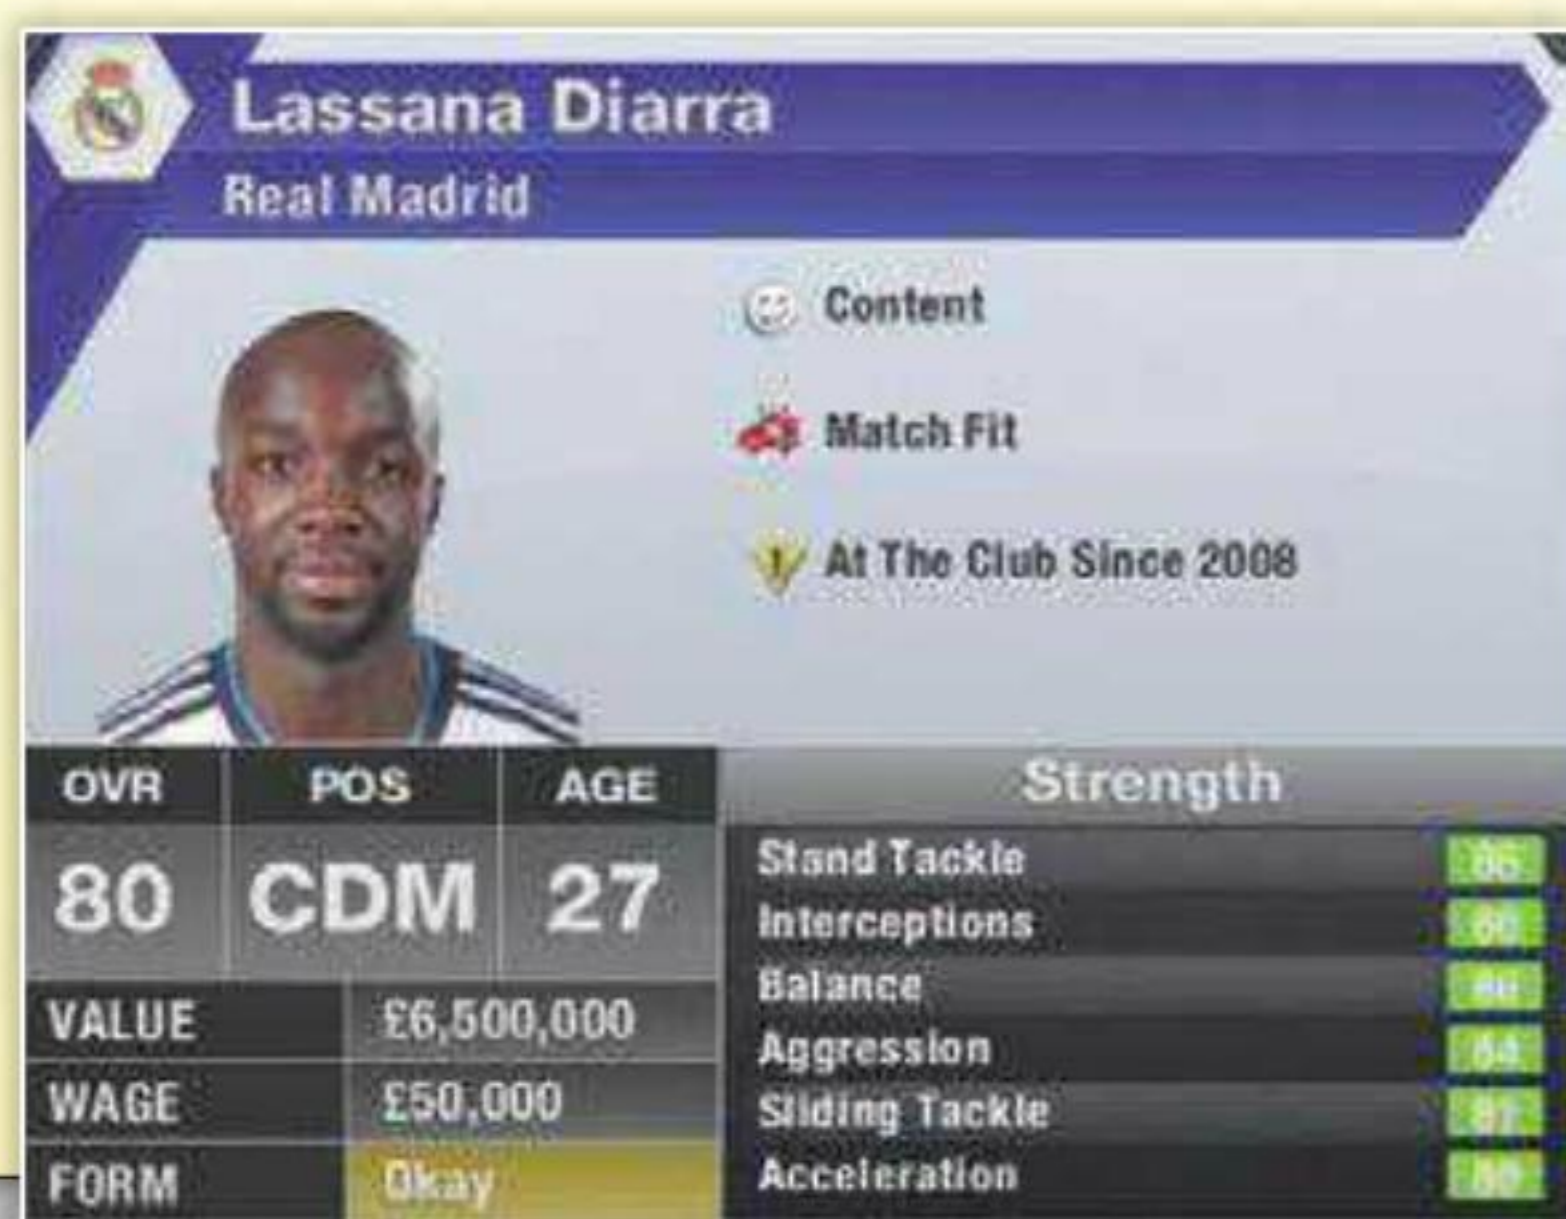 Lassana Diarra
Real Madrid
Content
Match Fit
At The Club Since 2008
OVR POS AGE
80 CDM 27
VALUE £6,500,000
WAGE £50,000
FORM Okay
Strength
Stand Tackle
Interceptions
Balance
Aggression
Sliding Tackle
Acceleration